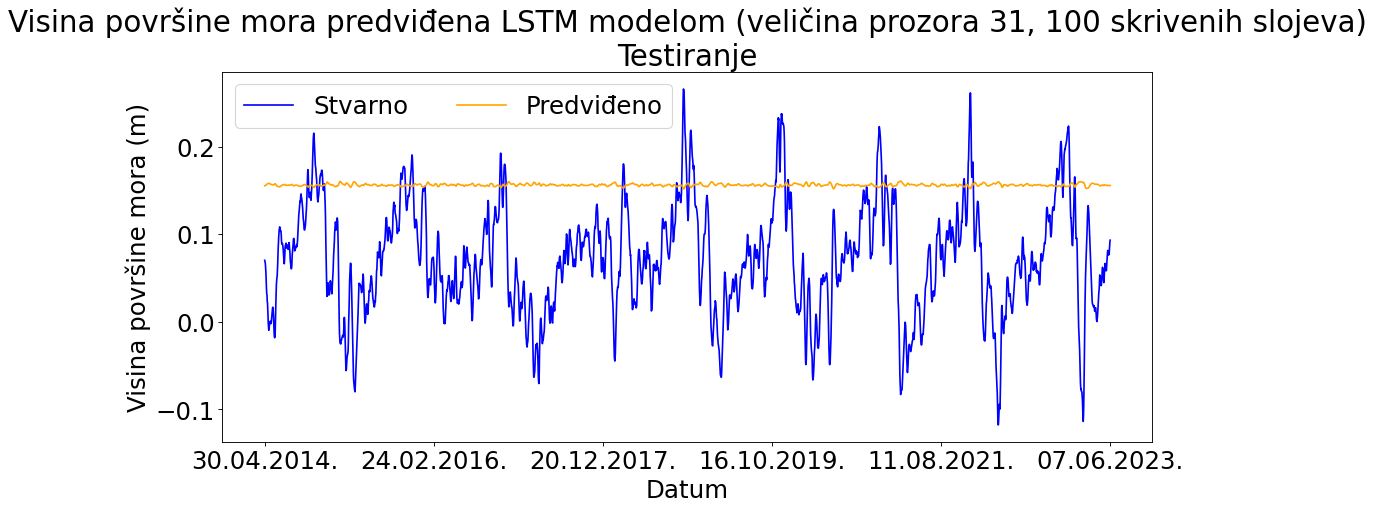 Visina površine mora predviđena LSTM modelom (veličina prozora 31, 100 skrivenih slojeva)
Testiranje
Stvarno
Predviđeno
Visina površine mora (m)
0.2
0.1
0.0
−0.1
30.04.2014.
24.02.2016.
20.12.2017.
16.10.2019.
11.08.2021.
07.06.2023.
Datum